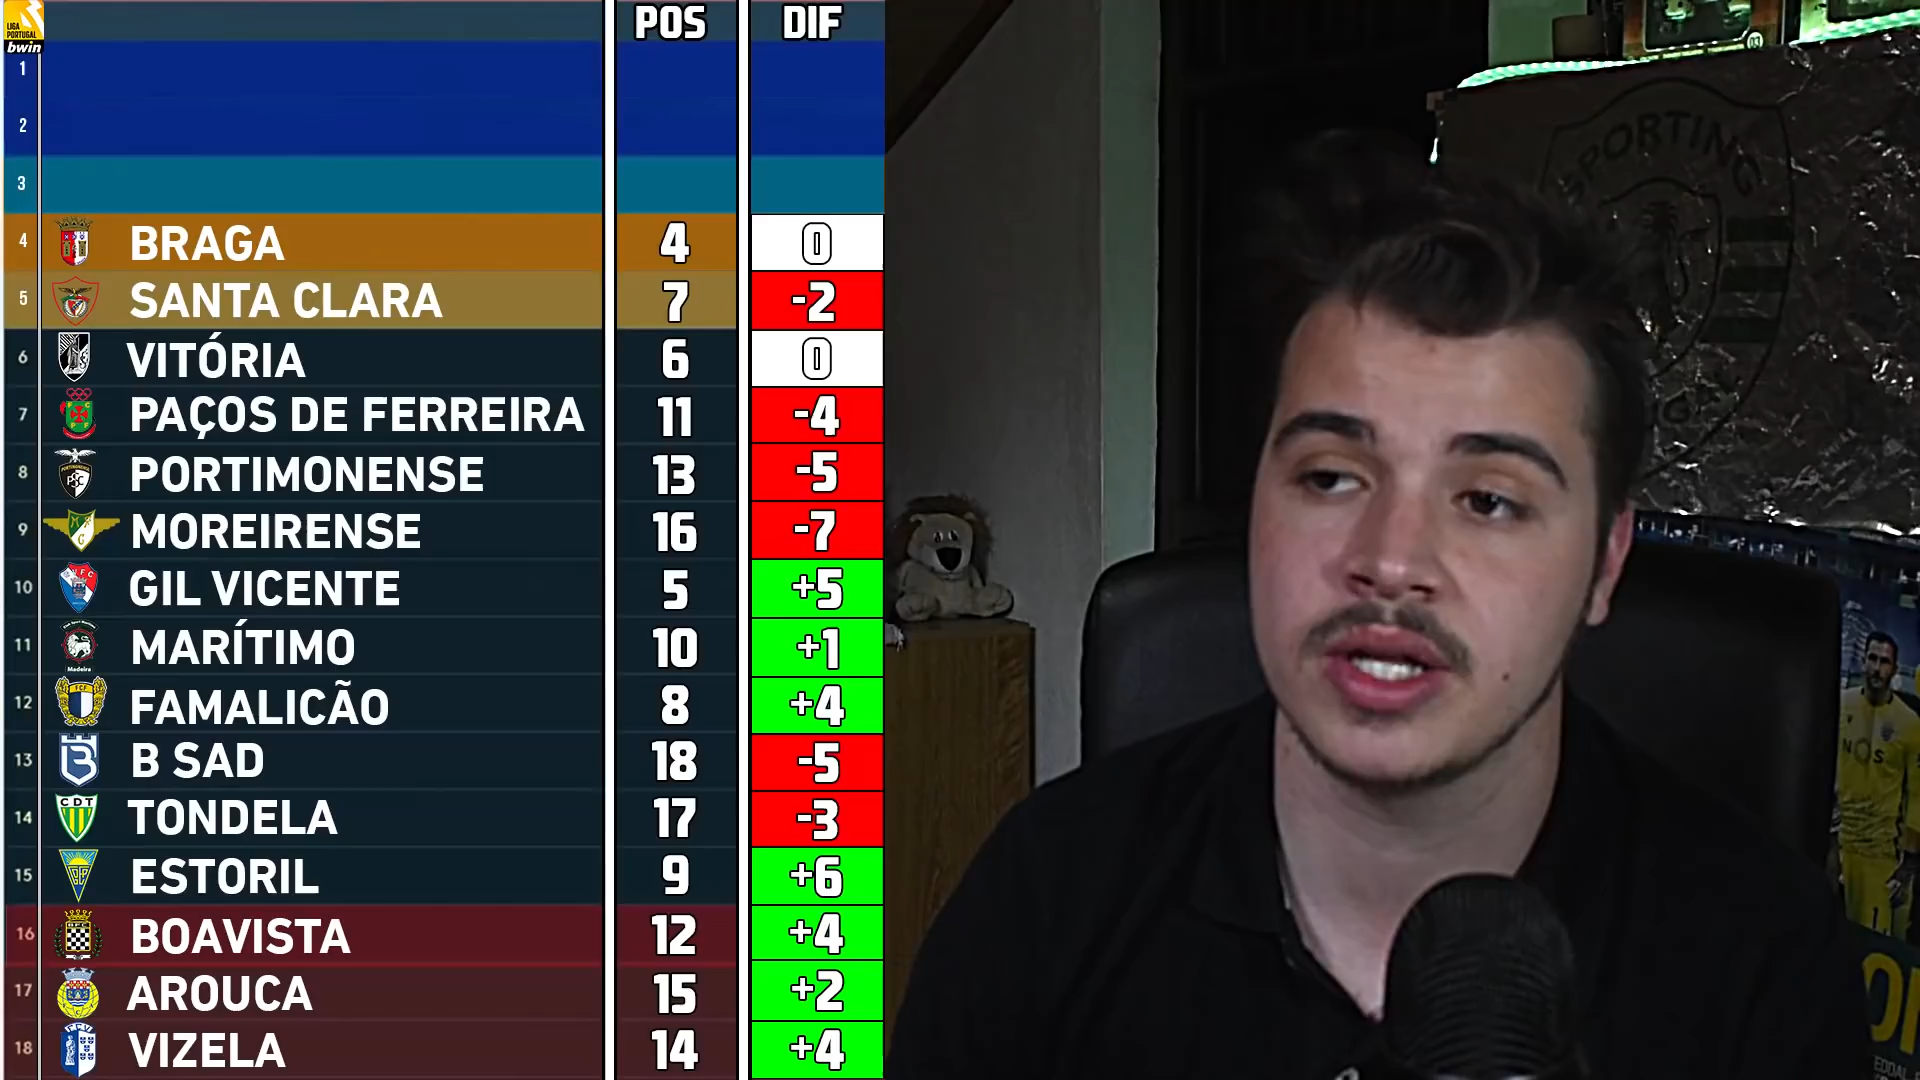 LIGA
PORTUGAL
bwin
POS DIF
1
2
3
4 BRAGA 4 0
5 SANTA CLARA 7 -2
6 VITÓRIA 6 0
7 PAÇOS DE FERREIRA 11 -4
8 PORTIMONENSE 13 -5
9 MOREIRENSE 16 -7
10 GIL VICENTE 5 +5
11 MARÍTIMO 10 +1
12 FAMALICÃO 8 +4
13 B SAD 18 -5
14 TONDELA 17 -3
15 ESTORIL 9 +6
16 BOAVISTA 12 +4
17 AROUCA 15 +2
18 VIZELA 14 +4
SPORTING
NOS